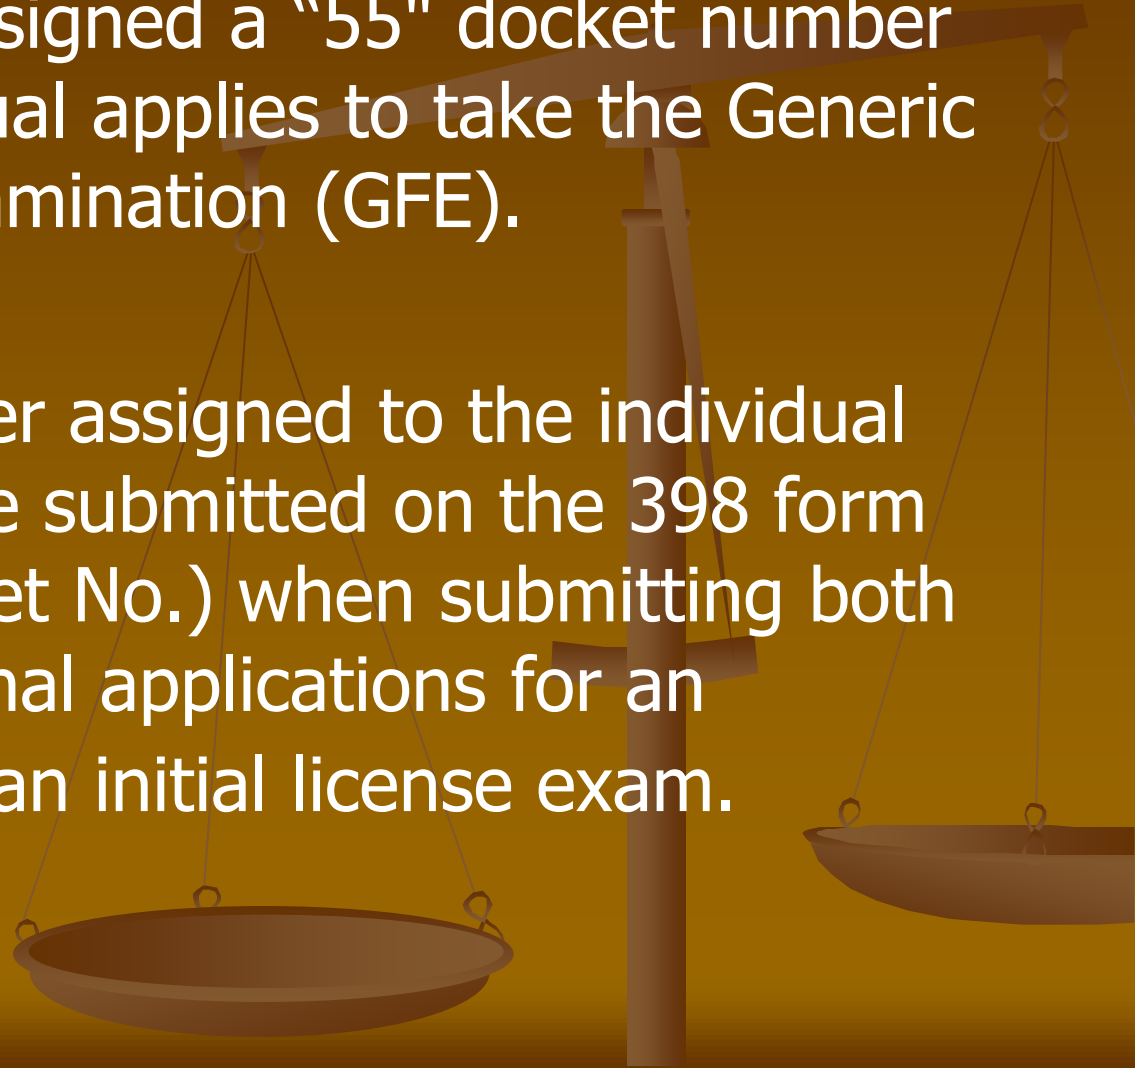 signed a “55" docket number
ual applies to take the Generic
amination (GFE).
er assigned to the individual
e submitted on the 398 form
et No.) when submitting both
nal applications for an
an initial license exam.